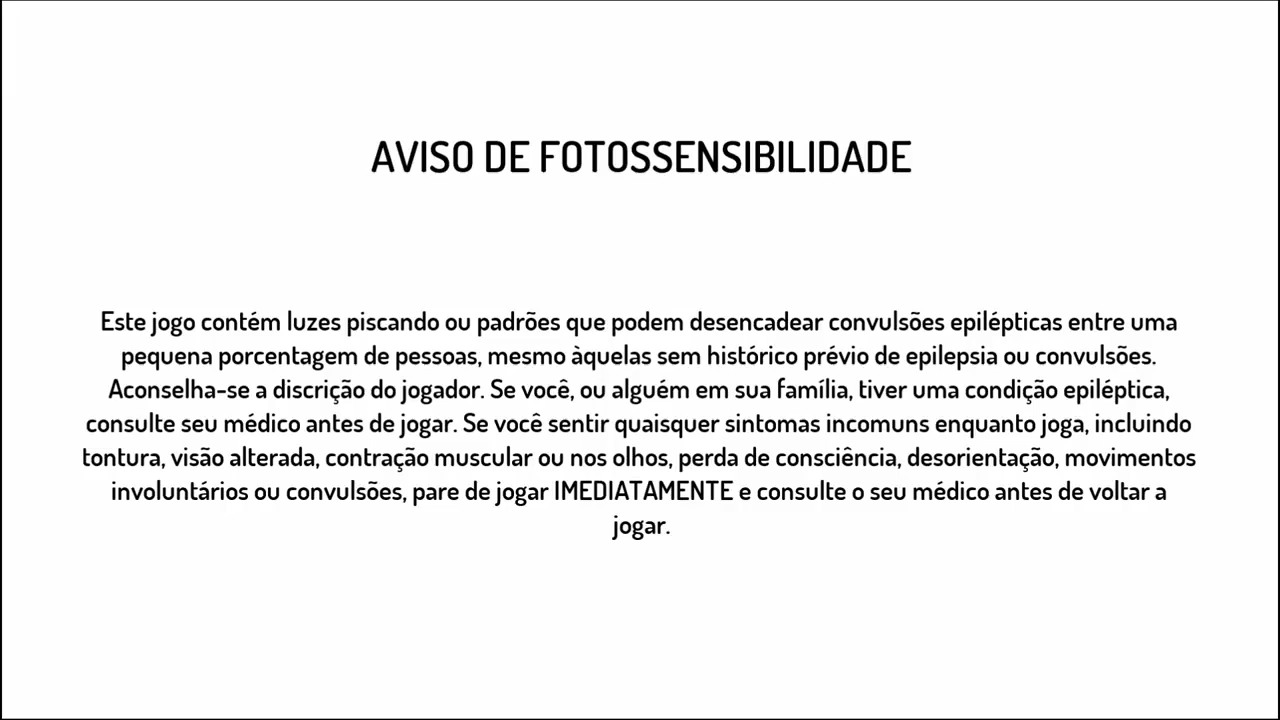 AVISO DE FOTOSSENSIBILIDADE
Este jogo contém luzes piscando ou padrões que podem desencadear convulsões epilépticas entre uma
pequena porcentagem de pessoas, mesmo àquelas sem histórico prévio de epilepsia ou convulsões.
Aconselha-se a discrição do jogador. Se você, ou alguém em sua família, tiver uma condição epiléptica,
consulte seu médico antes de jogar. Se você sentir quaisquer sintomas incomuns enquanto joga, incluindo
tontura, visão alterada, contração muscular ou nos olhos, perda de consciência, desorientação, movimentos
involuntários ou convulsões, pare de jogar IMEDIATAMENTE e consulte o seu médico antes de voltar a
jogar.